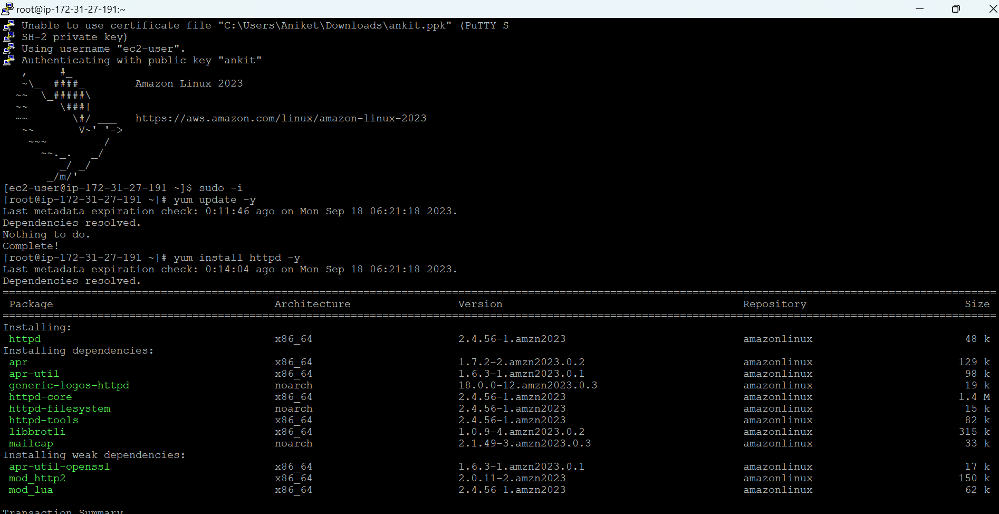 root@ip-172-31-27-191:~
Unable to use certificate file "C:\Users\Aniket\Downloads\ankit.ppk" (PuTTY S
SH-2 private key)
Using username "ec2-user".
Authenticating with public key "ankit"
   ,     #_
   ~\_  ####_        Amazon Linux 2023
  ~~  \_#####\
  ~~     \###|
  ~~       \#/ ___   https://aws.amazon.com/linux/amazon-linux-2023
   ~~       V~' '->
    ~~~         /
      ~~._.   _/
         _/ _/
       _/m/'
[ec2-user@ip-172-31-27-191 ~]$ sudo -i
[root@ip-172-31-27-191 ~]# yum update -y
Last metadata expiration check: 0:11:46 ago on Mon Sep 18 06:21:18 2023.
Dependencies resolved.
Nothing to do.
Complete!
[root@ip-172-31-27-191 ~]# yum install httpd -y
Last metadata expiration check: 0:14:04 ago on Mon Sep 18 06:21:18 2023.
Dependencies resolved.
Package Architecture Version Repository Size
Installing:
httpd x86_64 2.4.56-1.amzn2023 amazonlinux 48 k
Installing dependencies:
apr x86_64 1.7.2-2.amzn2023.0.2 amazonlinux 129 k
apr-util x86_64 1.6.3-1.amzn2023.0.1 amazonlinux 98 k
generic-logos-httpd noarch 18.0.0-12.amzn2023.0.3 amazonlinux 19 k
httpd-core x86_64 2.4.56-1.amzn2023 amazonlinux 1.4 M
httpd-filesystem noarch 2.4.56-1.amzn2023 amazonlinux 15 k
httpd-tools x86_64 2.4.56-1.amzn2023 amazonlinux 82 k
libbrotli x86_64 1.0.9-4.amzn2023.0.2 amazonlinux 315 k
mailcap noarch 2.1.49-3.amzn2023.0.3 amazonlinux 33 k
Installing weak dependencies:
apr-util-openssl x86_64 1.6.3-1.amzn2023.0.1 amazonlinux 17 k
mod_http2 x86_64 2.0.11-2.amzn2023 amazonlinux 150 k
mod_lua x86_64 2.4.56-1.amzn2023 amazonlinux 62 k
Transaction Summary